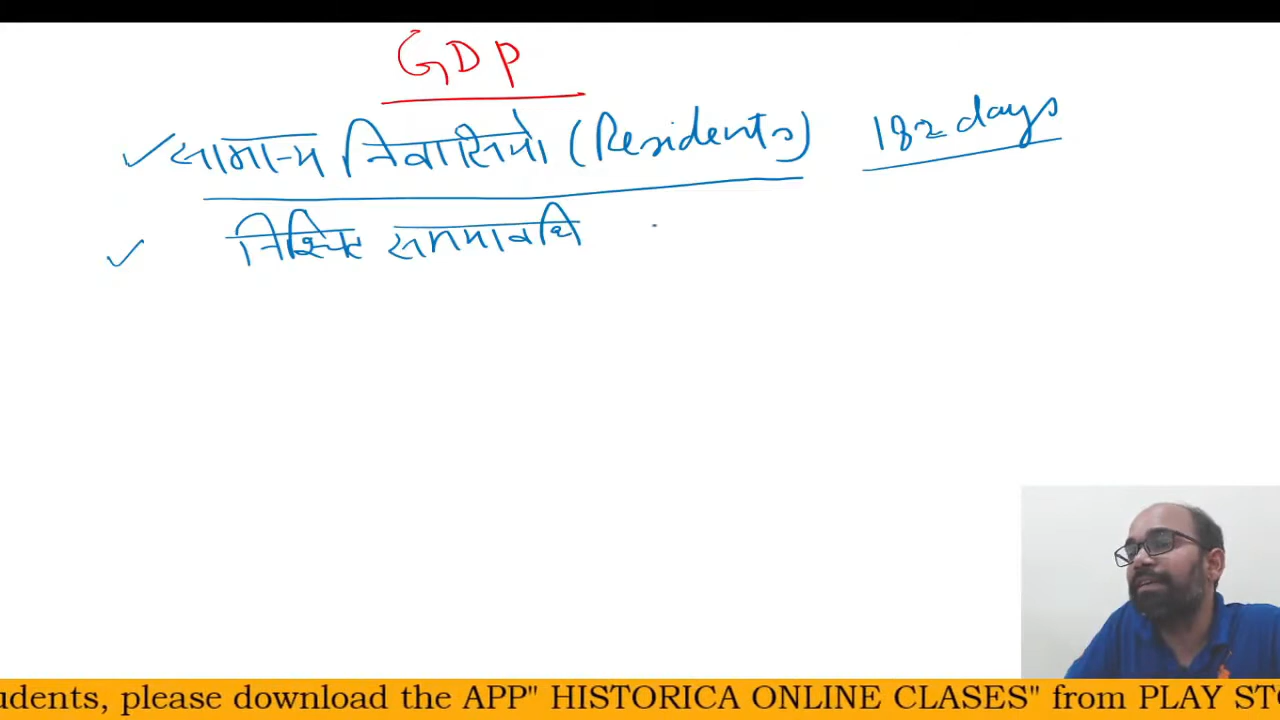 GDP
सामान्य निवासियो (Residents) 182 days
निश्चित समयावधि
udents, please download the APP" HISTORICA ONLINE CLASES" from PLAY STO